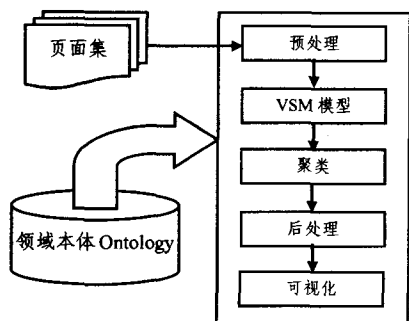 页面集
预处理
VSM 模型
聚类
领域本体 Ontology
后处理
可视化